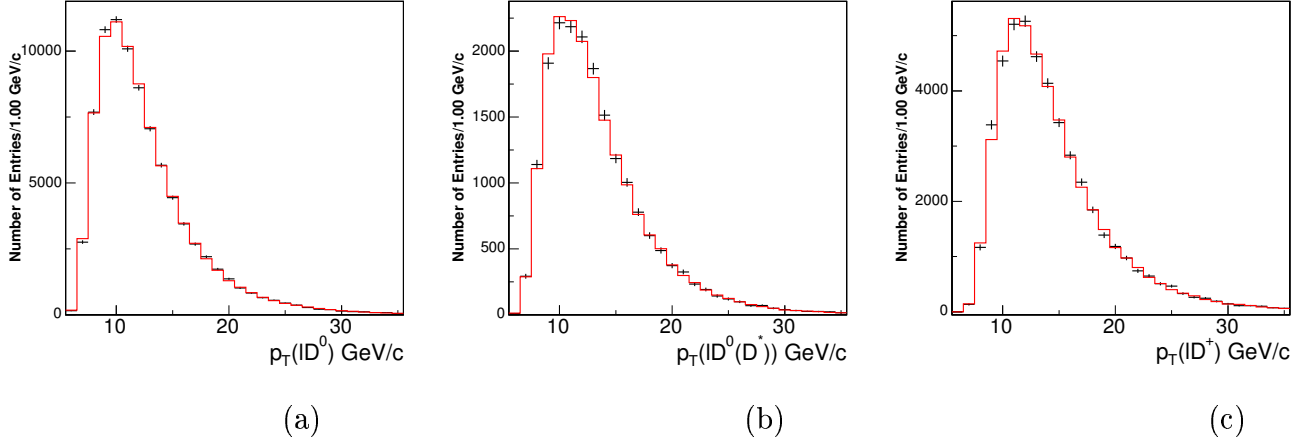 Number of Entries/1.00 GeV/c
10000
5000
0
10 20 30
p_T(lD^0) GeV/c
(a)
Number of Entries/1.00 GeV/c
2000
1500
1000
500
0
10 20 30
p_T(lD^0(D^*)) GeV/c
(b)
Number of Entries/1.00 GeV/c
4000
2000
0
10 20 30
p_T(lD^+) GeV/c
(c)